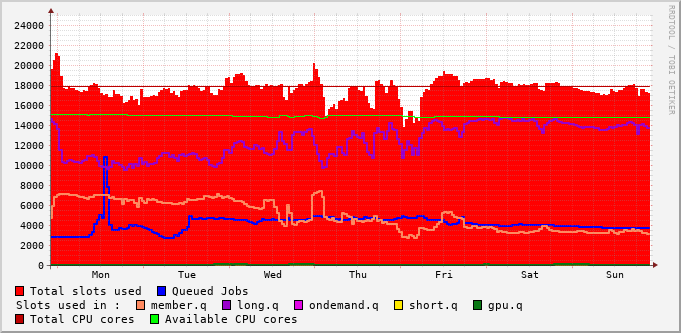 24000
22000
20000
18000
16000
14000
12000
10000
8000
6000
4000
2000
0
Mon Tue Wed Thu Fri Sat Sun
Total slots used Queued Jobs
Slots used in : member.q long.q ondemand.q short.q gpu.q
Total CPU cores Available CPU cores
RRDTOOL / TOBI OETIKER